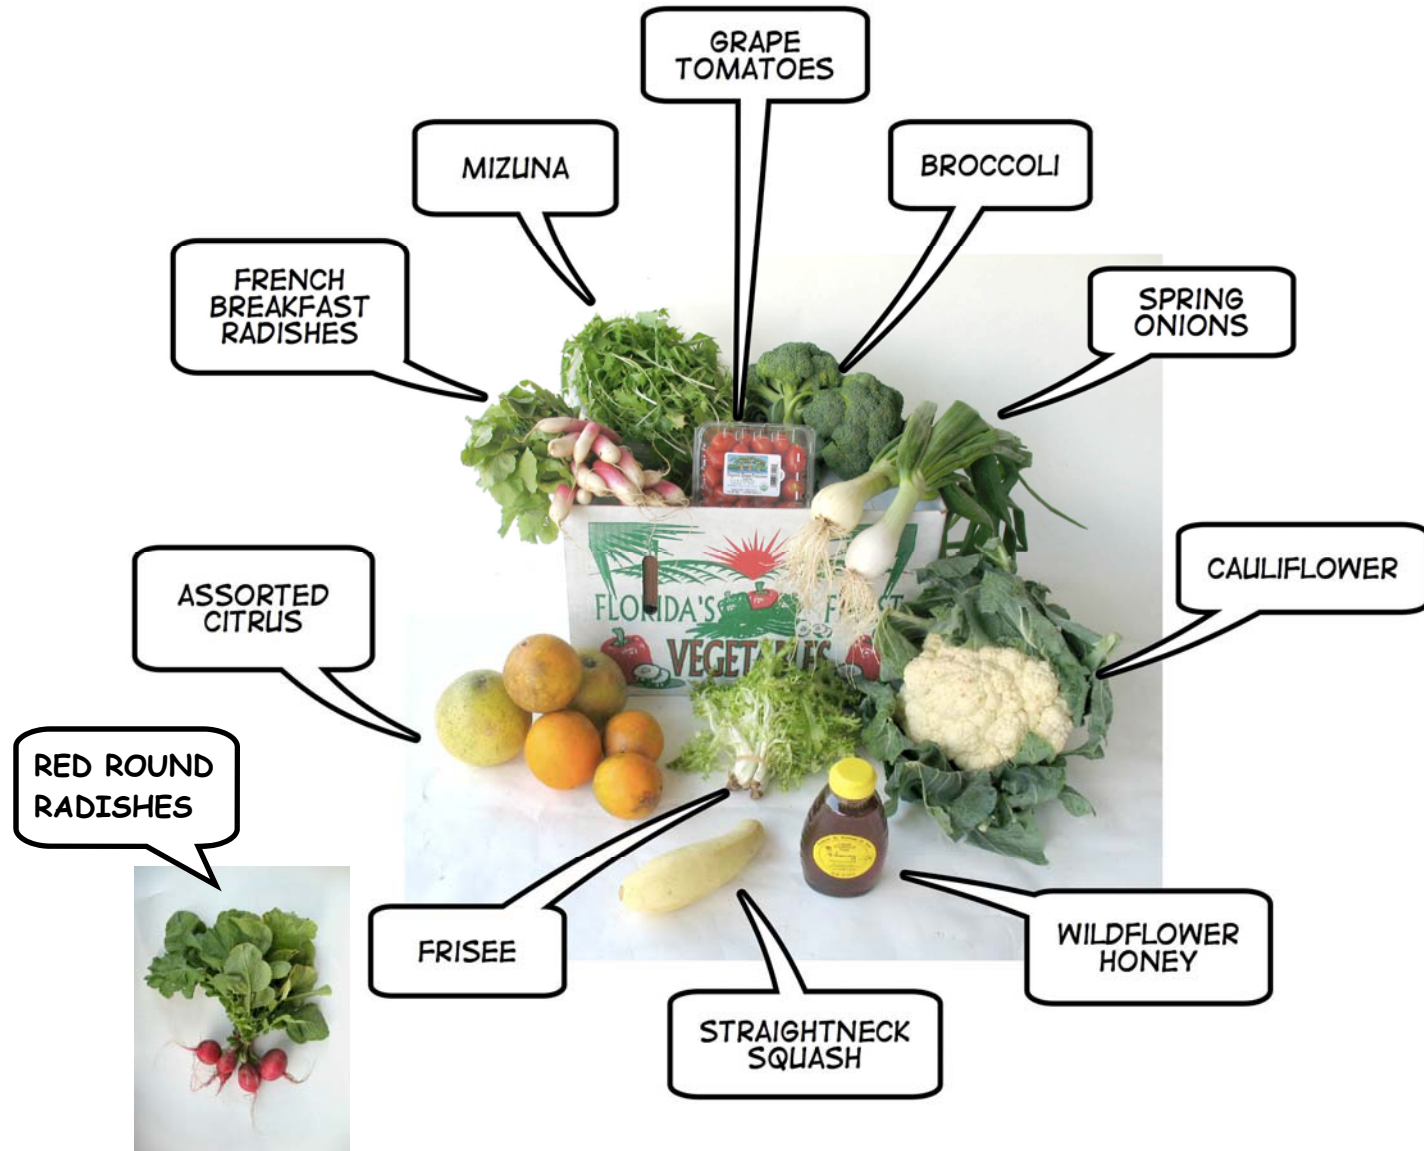 GRAPE
TOMATOES
MIZUNA
BROCCOLI
FRENCH
BREAKFAST
RADISHES
SPRING
ONIONS
ASSORTED
CITRUS
CAULIFLOWER
FLORIDA'S
VEGET
RED ROUND
RADISHES
FRISEE
WILDFLOWER
HONEY
STRAIGHTNECK
SQUASH